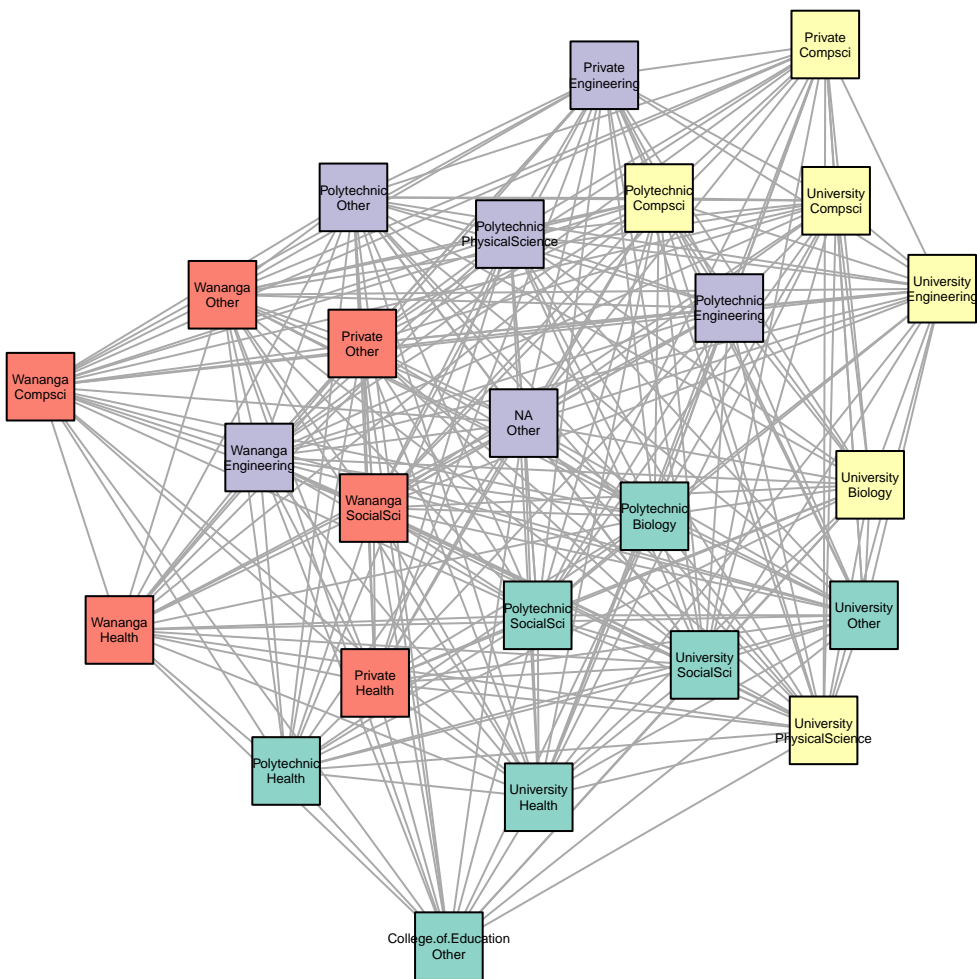 Private
Compsci
Private
Engineering
Polytechnic
Other
Polytechnic
Compsci
University
Compsci
Polytechnic
PhysicalScience
Wananga
Other
University
Engineering
Polytechnic
Engineering
Private
Other
Wananga
Compsci
NA
Other
Wananga
Engineering
University
Biology
Wananga
SocialSci
Polytechnic
Biology
Polytechnic
SocialSci
University
Other
Wananga
Health
University
SocialSci
Private
Health
University
PhysicalScience
Polytechnic
Health
University
Health
College.of.Education
Other